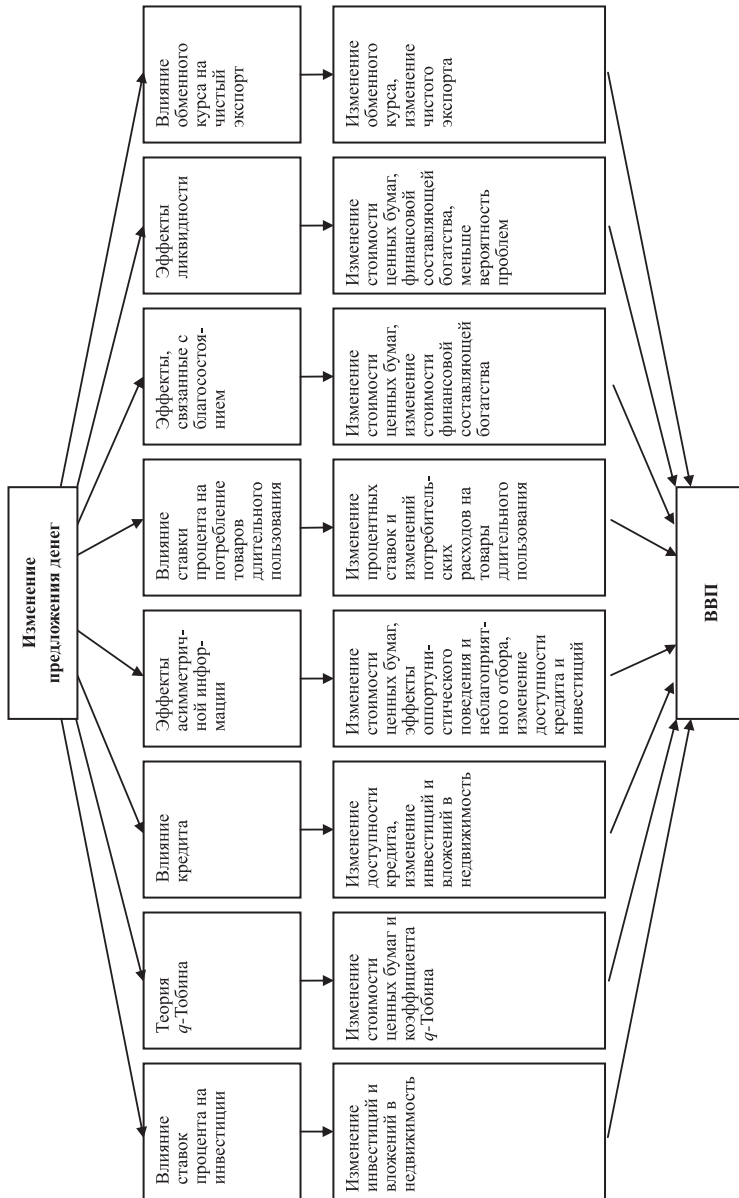 Изменение
предложения денег
Влияние
ставок
процента на
инвестиции
Теория
q-Тобина
Влияние
кредита
Эффекты
асимметрич-
ной инфор-
мации
Влияние
ставки
процента на
потребление
товаров
длительного
пользования
Эффекты,
связанные с
благосостоя-
нием
Эффекты
ликвидности
Влияние
обменного
курса на
чистый
экспорт
Изменение
инвестиций и
вложений в
недвижимость
Изменение
стоимости
ценных бумаг и
коэффициента
q-Тобина
Изменение
доступности
кредита,
изменение
инвестиций и
вложений в
недвижимость
Изменение
стоимости
ценных бумаг,
эффекты
оппортуни-
стического
поведения и
неблагоприят-
ного отбора,
изменение
доступности
кредита и
инвестиций
Изменение
процентных
ставок и
изменений
потребитель-
ских
расходов на
товары
длительного
пользования
Изменение
стоимости
ценных бумаг,
изменение
стоимости
финансовой
составляющей
богатства
Изменение
стоимости
ценных бумаг,
финансовой
составляющей
богатства,
меньше
вероятность
проблем
Изменение
обменного
курса,
изменение
чистого
экспорта
ВВП